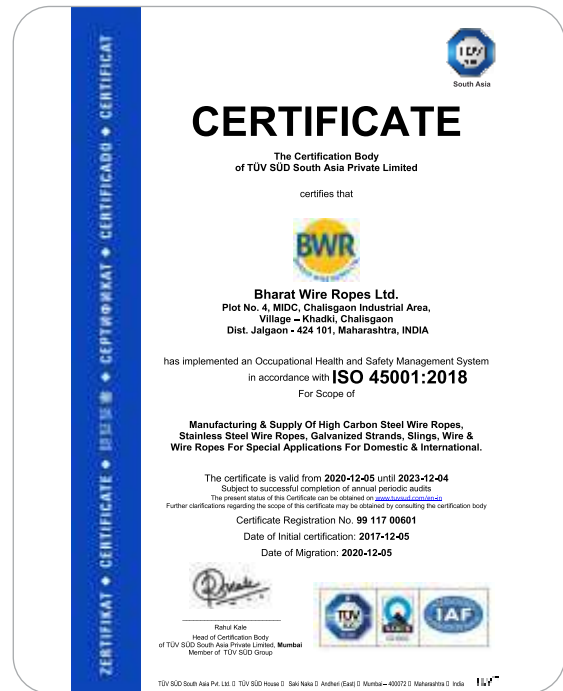 ZERTIFIKAT ◆ CERTIFICATE ◆ 認証証書 ◆ СЕРТИФИКАТ ◆ CERTIFICADO ◆ CERTIFICAT
TÜV
SÜD
South Asia
CERTIFICATE
The Certification Body
of TÜV SÜD South Asia Private Limited
certifies that
BWR
Bharat Wire Ropes Ltd.
Plot No. 4, MIDC, Chalisgaon Industrial Area,
Village – Khadki, Chalisgaon
Dist. Jalgaon - 424 101, Maharashtra, INDIA
has implemented an Occupational Health and Safety Management System
in accordance with ISO 45001:2018
For Scope of
Manufacturing & Supply Of High Carbon Steel Wire Ropes,
Stainless Steel Wire Ropes, Galvanized Strands, Slings, Wire &
Wire Ropes For Special Applications For Domestic & International.
The certificate is valid from 2020-12-05 until 2023-12-04
Subject to successful completion of annual periodic audits
The present status of this Certificate can be obtained on www.tuvsud.com/en-in
Further clarifications regarding the scope of this certificate may be obtained by consulting the certification body
Certificate Registration No. 99 117 00601
Date of Initial certification: 2017-12-05
Date of Migration: 2020-12-05
Rahul Kale
Head of Certification Body
of TÜV SÜD South Asia Private Limited, Mumbai
Member of TÜV SÜD Group
TÜV
SÜD
IAF
TÜV SÜD South Asia Pvt. Ltd. TÜV SÜD House Saki Naka Andheri (East) Mumbai – 400072 Maharashtra India